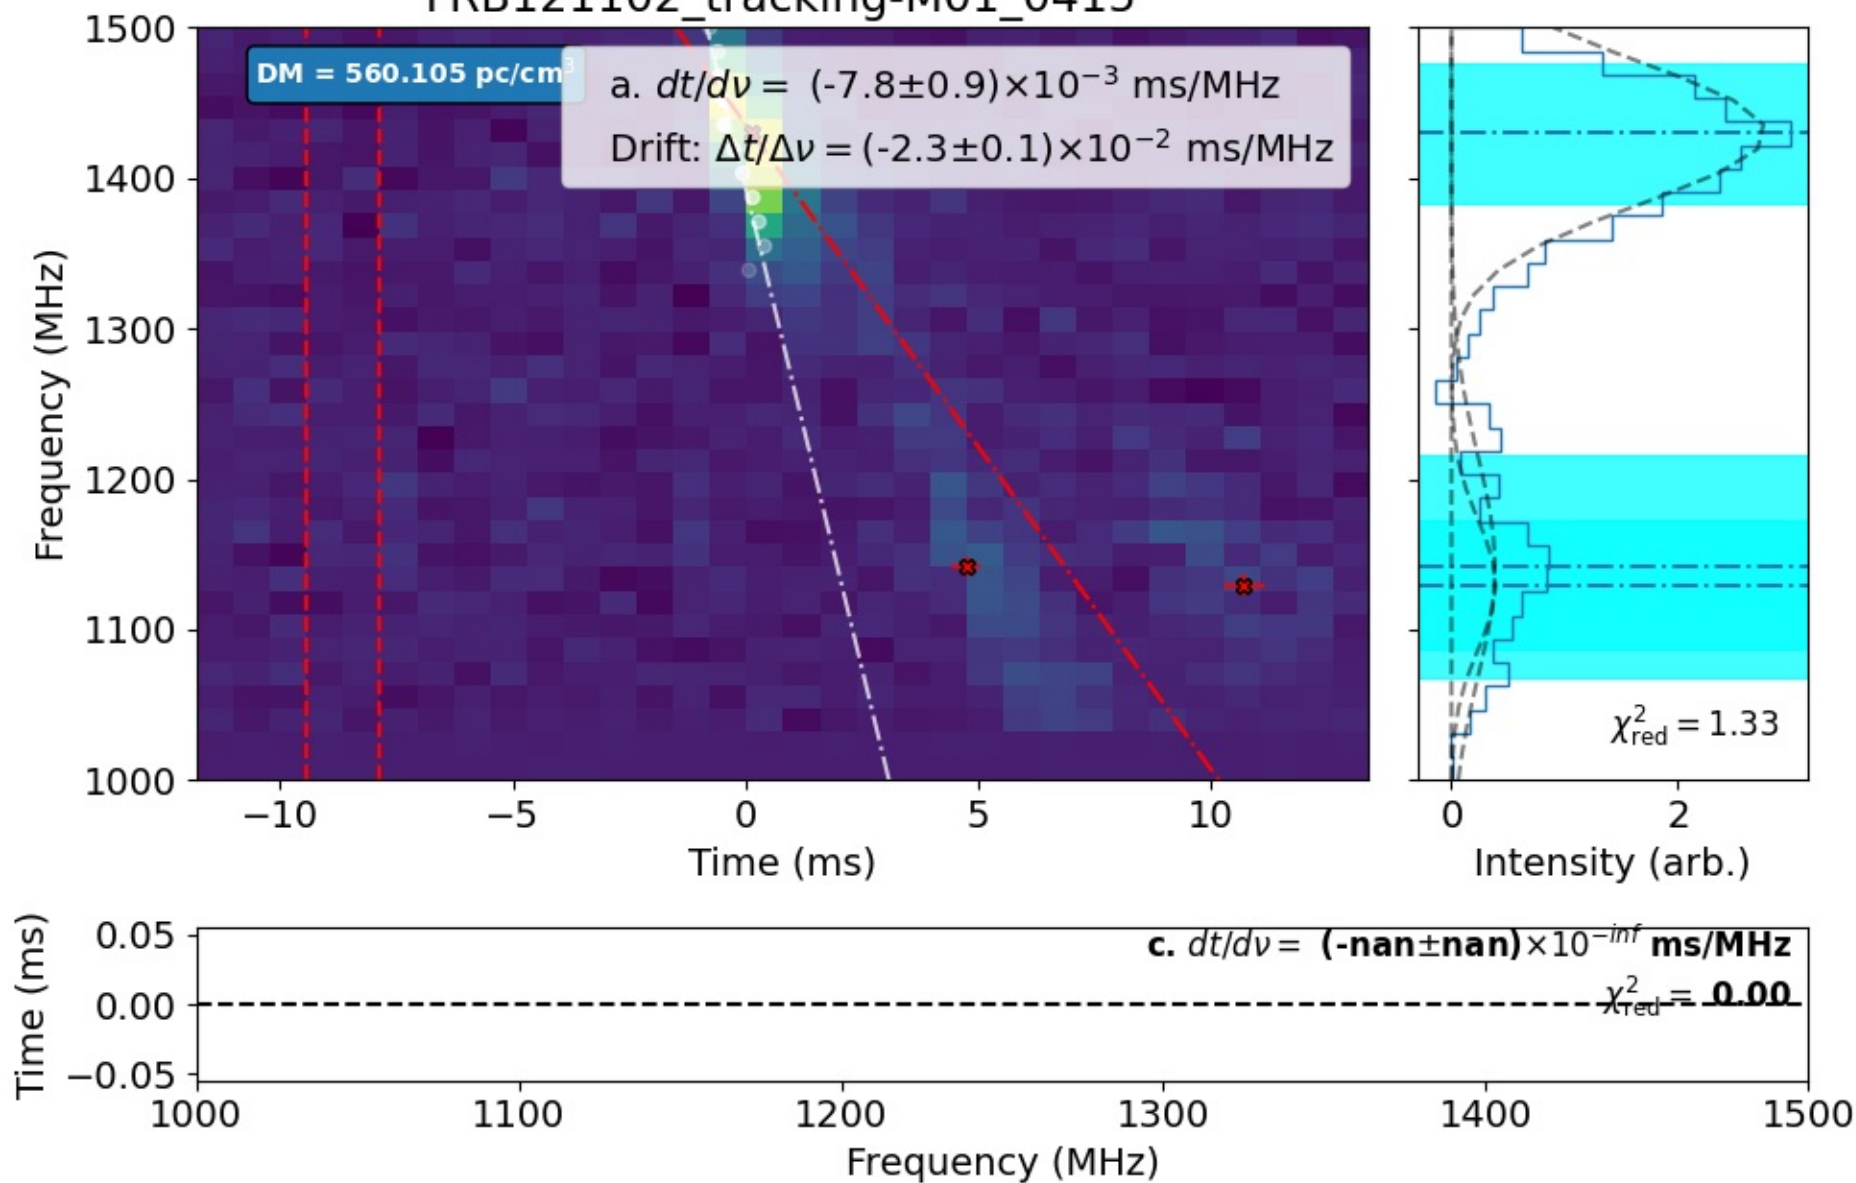 FRB121102_tracking-M01_0415
DM = 560.105 pc/cm³
a. dt/dν = (-7.8±0.9)×10⁻³ ms/MHz
Drift: Δt/Δν = (-2.3±0.1)×10⁻² ms/MHz
1500
1400
1300
1200
1100
1000
Frequency (MHz)
−10
−5
0
5
10
Time (ms)
χ²red = 1.33
0
2
Intensity (arb.)
0.05
0.00
−0.05
Time (ms)
c. dt/dν = (-nan±nan)×10⁻ⁱⁿᶠ ms/MHz
χ²red = 0.00
1000
1100
1200
1300
1400
1500
Frequency (MHz)